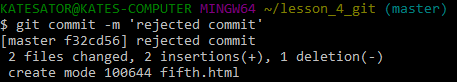 KATESATOR@KATES-COMPUTER MINGW64 ~/lesson_4_git (master)
$ git commit -m 'rejected commit'
[master f32cd56] rejected commit
 2 files changed, 2 insertions(+), 1 deletion(-)
 create mode 100644 fifth.html